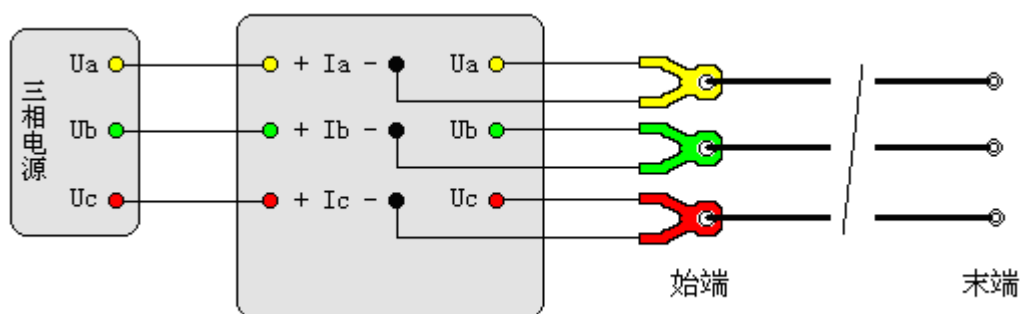 三相电源
Ua + Ia - Ua
Ub + Ib - Ub
Uc + Ic - Uc
始端 末端